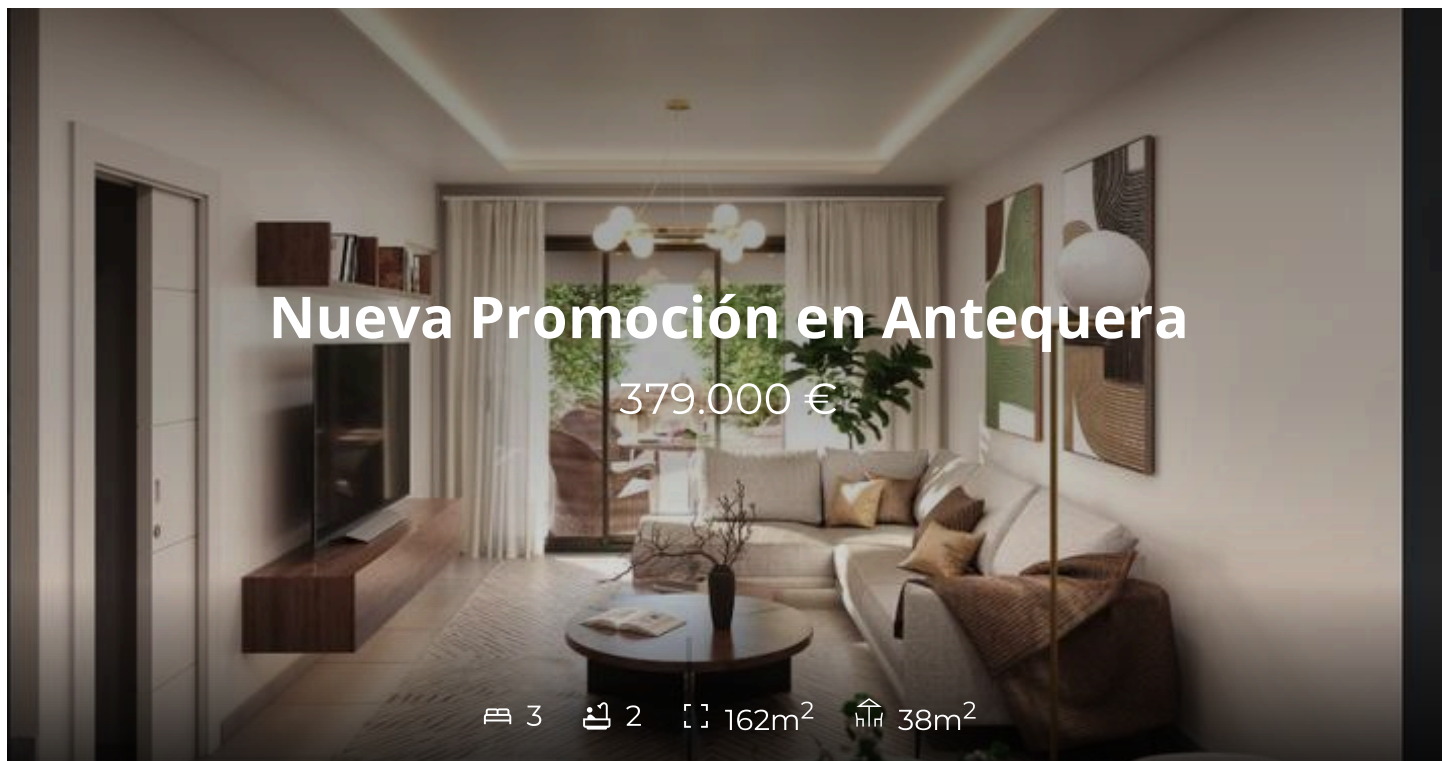 Nueva Promoción en Antequera
379.000 €
3 2 162m² 38m²